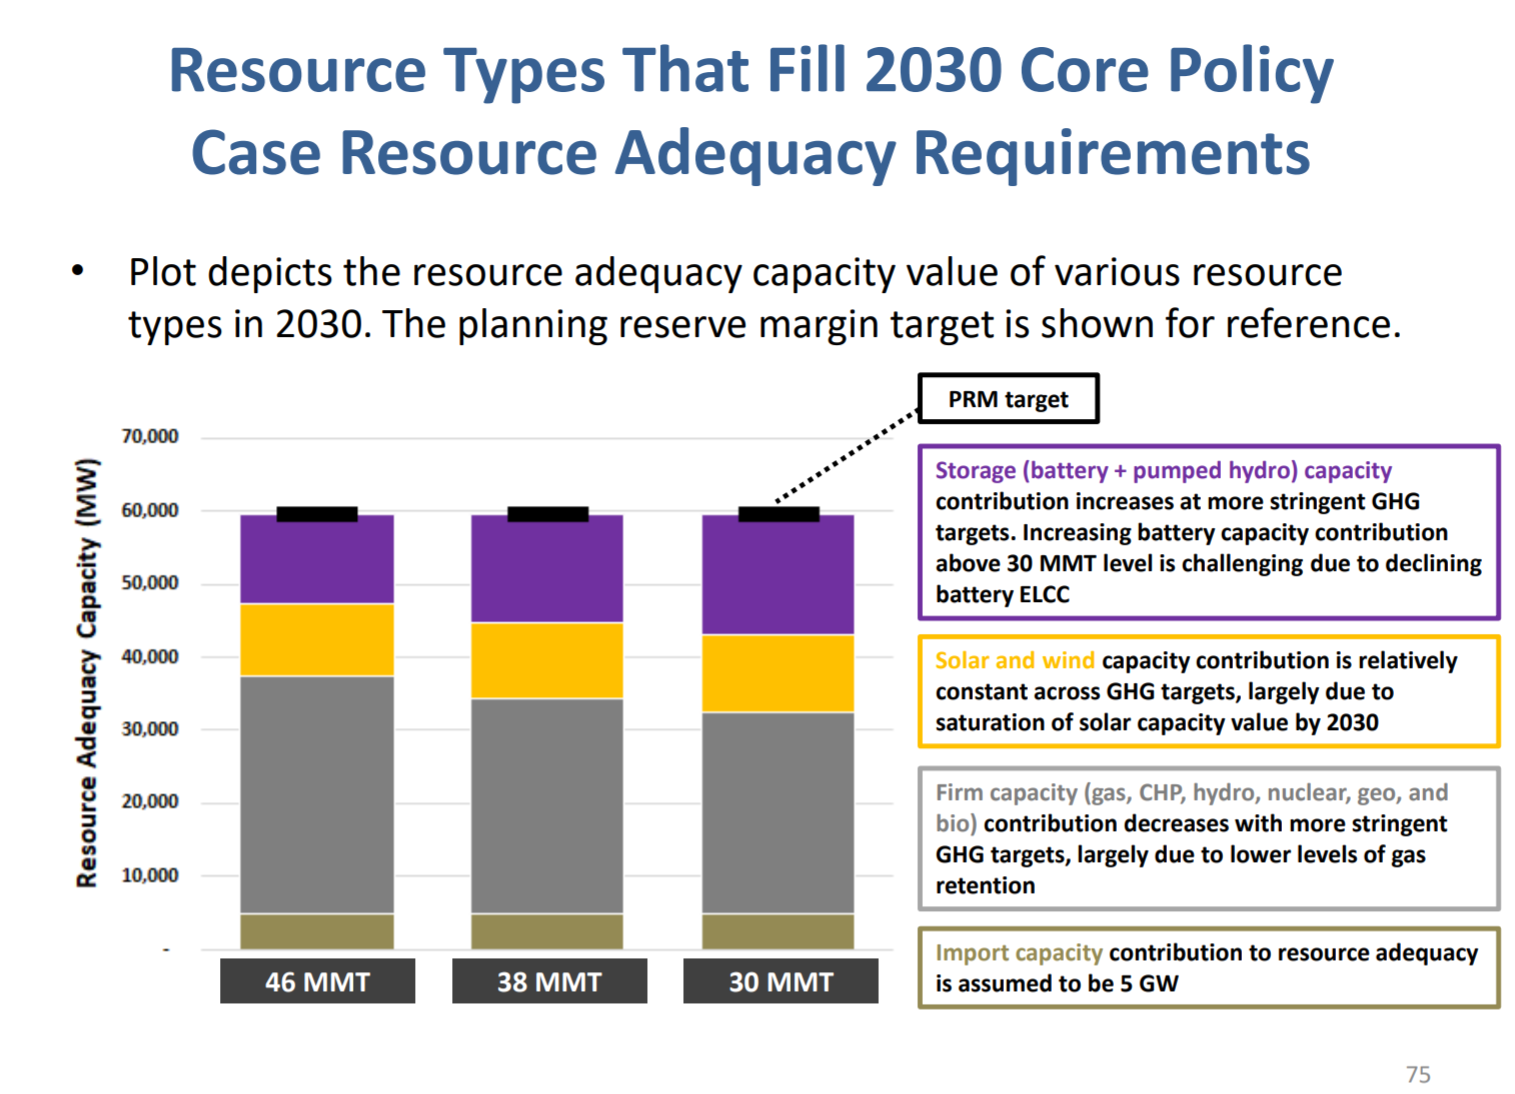 Resource Types That Fill 2030 Core Policy
Case Resource Adequacy Requirements
• Plot depicts the resource adequacy capacity value of various resource
types in 2030. The planning reserve margin target is shown for reference.
PRM target
Resource Adequacy Capacity (MW)
70,000
60,000
50,000
40,000
30,000
20,000
10,000
-
46 MMT
38 MMT
30 MMT
Storage (battery + pumped hydro) capacity
contribution increases at more stringent GHG
targets. Increasing battery capacity contribution
above 30 MMT level is challenging due to declining
battery ELCC
Solar and wind capacity contribution is relatively
constant across GHG targets, largely due to
saturation of solar capacity value by 2030
Firm capacity (gas, CHP, hydro, nuclear, geo, and
bio) contribution decreases with more stringent
GHG targets, largely due to lower levels of gas
retention
Import capacity contribution to resource adequacy
is assumed to be 5 GW
75